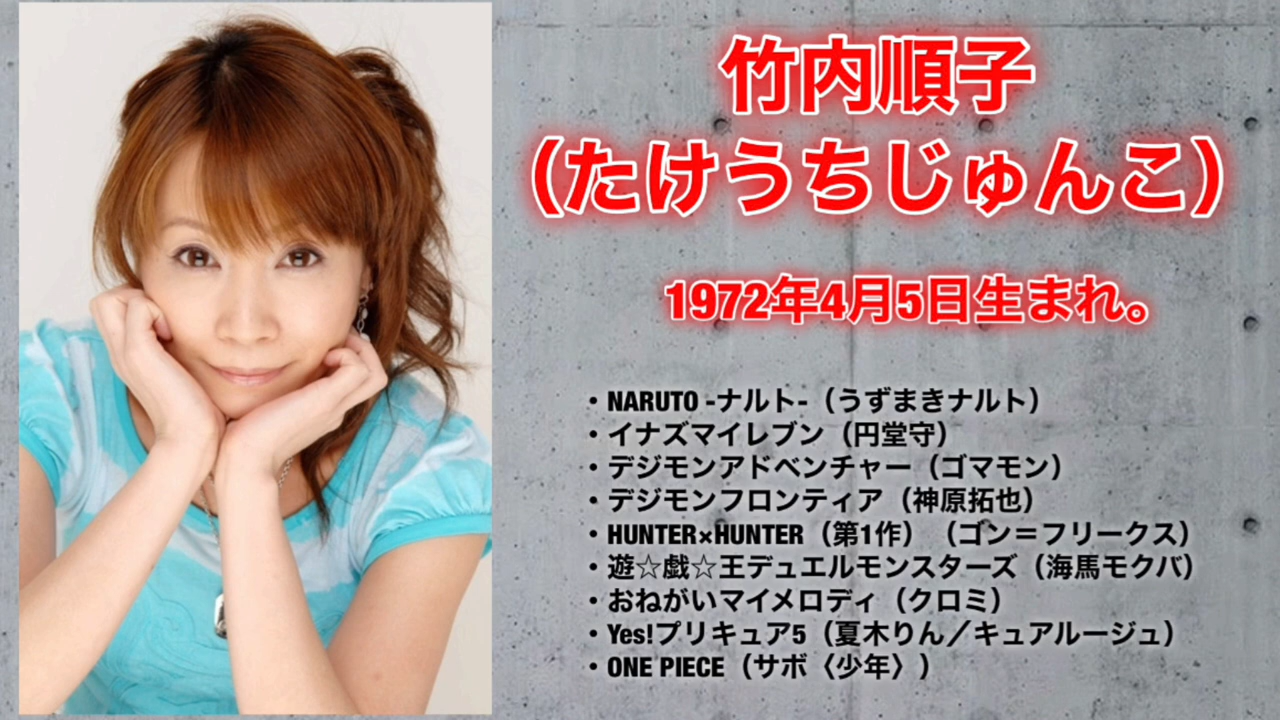 竹内順子
（たけうちじゅんこ）
1972年4月5日生まれ。
・NARUTO -ナルト-（うずまきナルト）
・イナズマイレブン（円堂守）
・デジモンアドベンチャー（ゴマモン）
・デジモンフロンティア（神原拓也）
・HUNTER×HUNTER（第1作）（ゴン＝フリークス）
・遊☆戯☆王デュエルモンスターズ（海馬モクバ）
・おねがいマイメロディ（クロミ）
・Yes!プリキュア5（夏木りん／キュアルージュ）
・ONE PIECE（サボ〈少年〉）